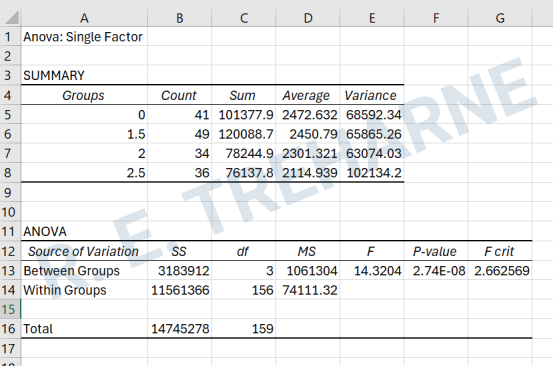 A B C D E F G
1 Anova: Single Factor
2
3 SUMMARY
4 Groups Count Sum Average Variance
5 0 41 101377.9 2472.632 68592.34
6 1.5 49 120088.7 2450.79 65865.26
7 2 34 78244.9 2301.321 63074.03
8 2.5 36 76137.8 2114.939 102134.2
9
10
11 ANOVA
12 Source of Variation SS df MS F P-value F crit
13 Between Groups 3183912 3 1061304 14.3204 2.74E-08 2.662569
14 Within Groups 11561366 156 74111.32
15
16 Total 14745278 159
17
R. E. TREHARNE